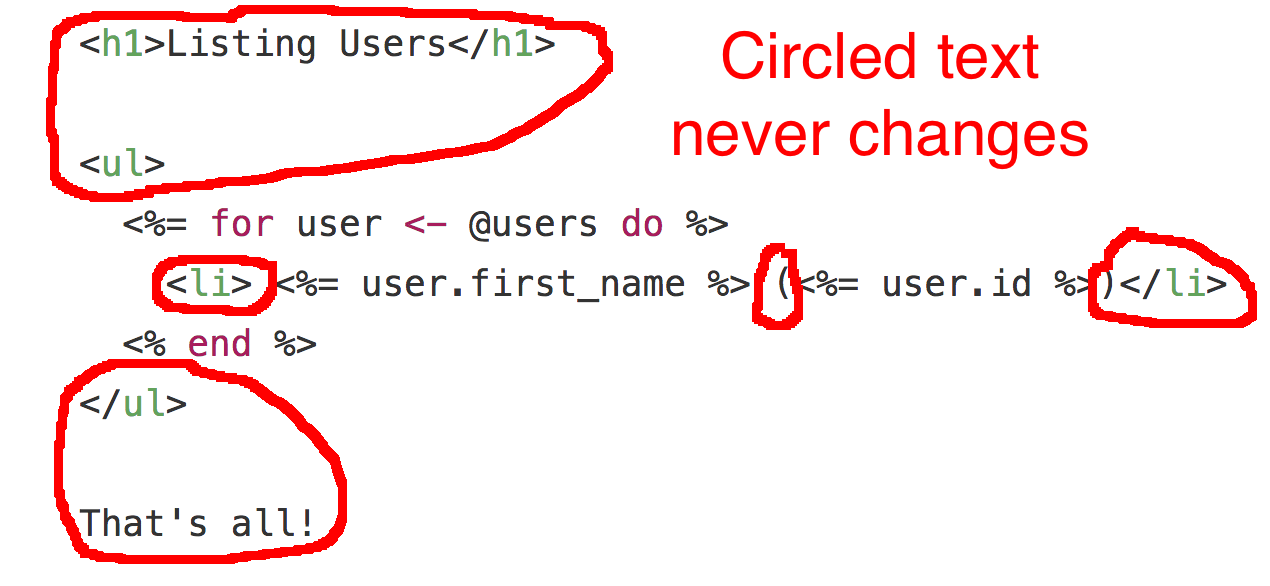 <h1>Listing Users</h1>
Circled text
never changes
<ul>
<%= for user <- @users do %>
<li> <%= user.first_name %> (<%= user.id %>)</li>
<% end %>
</ul>
That's all!